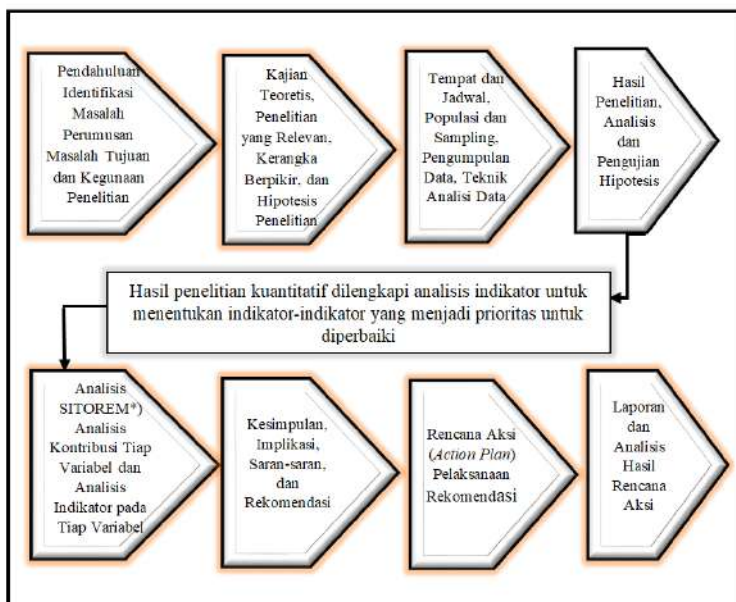 Pendahuluan
Identifikasi
Masalah
Perumusan
Masalah Tujuan
dan Kegunaan
Penelitian
Kajian
Teoretis,
Penelitian
yang Relevan,
Kerangka
Berpikir, dan
Hipotesis
Penelitian
Tempat dan
Jadwal,
Populasi dan
Sampling,
Pengumpulan
Data, Teknik
Analisi Data
Hasil
Penelitian,
Analisis
dan
Pengujian
Hipotesis
Hasil penelitian kuantitatif dilengkapi analisis indikator untuk
menentukan indikator-indikator yang menjadi prioritas untuk
diperbaiki
Analisis
SITOREM*)
Analisis
Kontribusi Tiap
Variabel dan
Analisis
Indikator pada
Tiap Variabel
Kesimpulan,
Implikasi,
Saran-saran,
dan
Rekomendasi
Rencana Aksi
(Action Plan)
Pelaksanaan
Rekomendasi
Laporan
dan
Analisis
Hasil
Rencana
Aksi